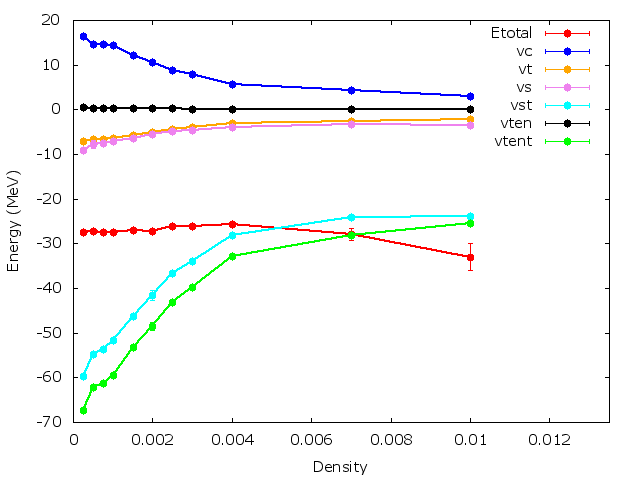 20
10
0
-10
-20
-30
-40
-50
-60
-70
Energy (MeV)
Etotal
vc
vt
vs
vst
vten
vtent
0
0.002
0.004
0.006
0.008
0.01
0.012
Density